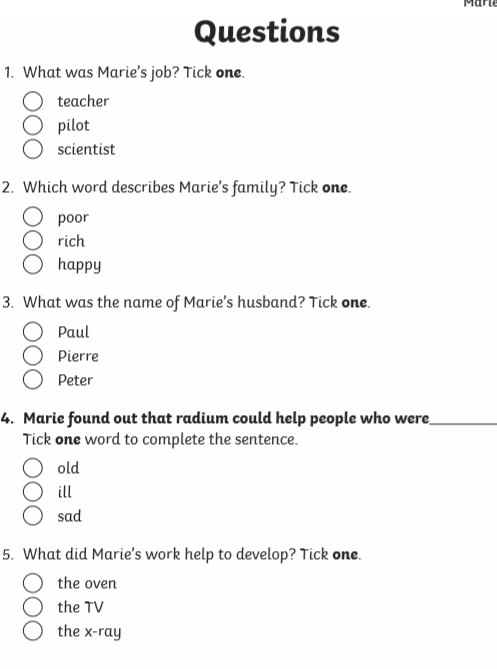 Marie
Questions
1. What was Marie's job? Tick one.
teacher
pilot
scientist
2. Which word describes Marie's family? Tick one.
poor
rich
happy
3. What was the name of Marie's husband? Tick one.
Paul
Pierre
Peter
4. Marie found out that radium could help people who were_______
Tick one word to complete the sentence.
old
ill
sad
5. What did Marie's work help to develop? Tick one.
the oven
the TV
the x-ray